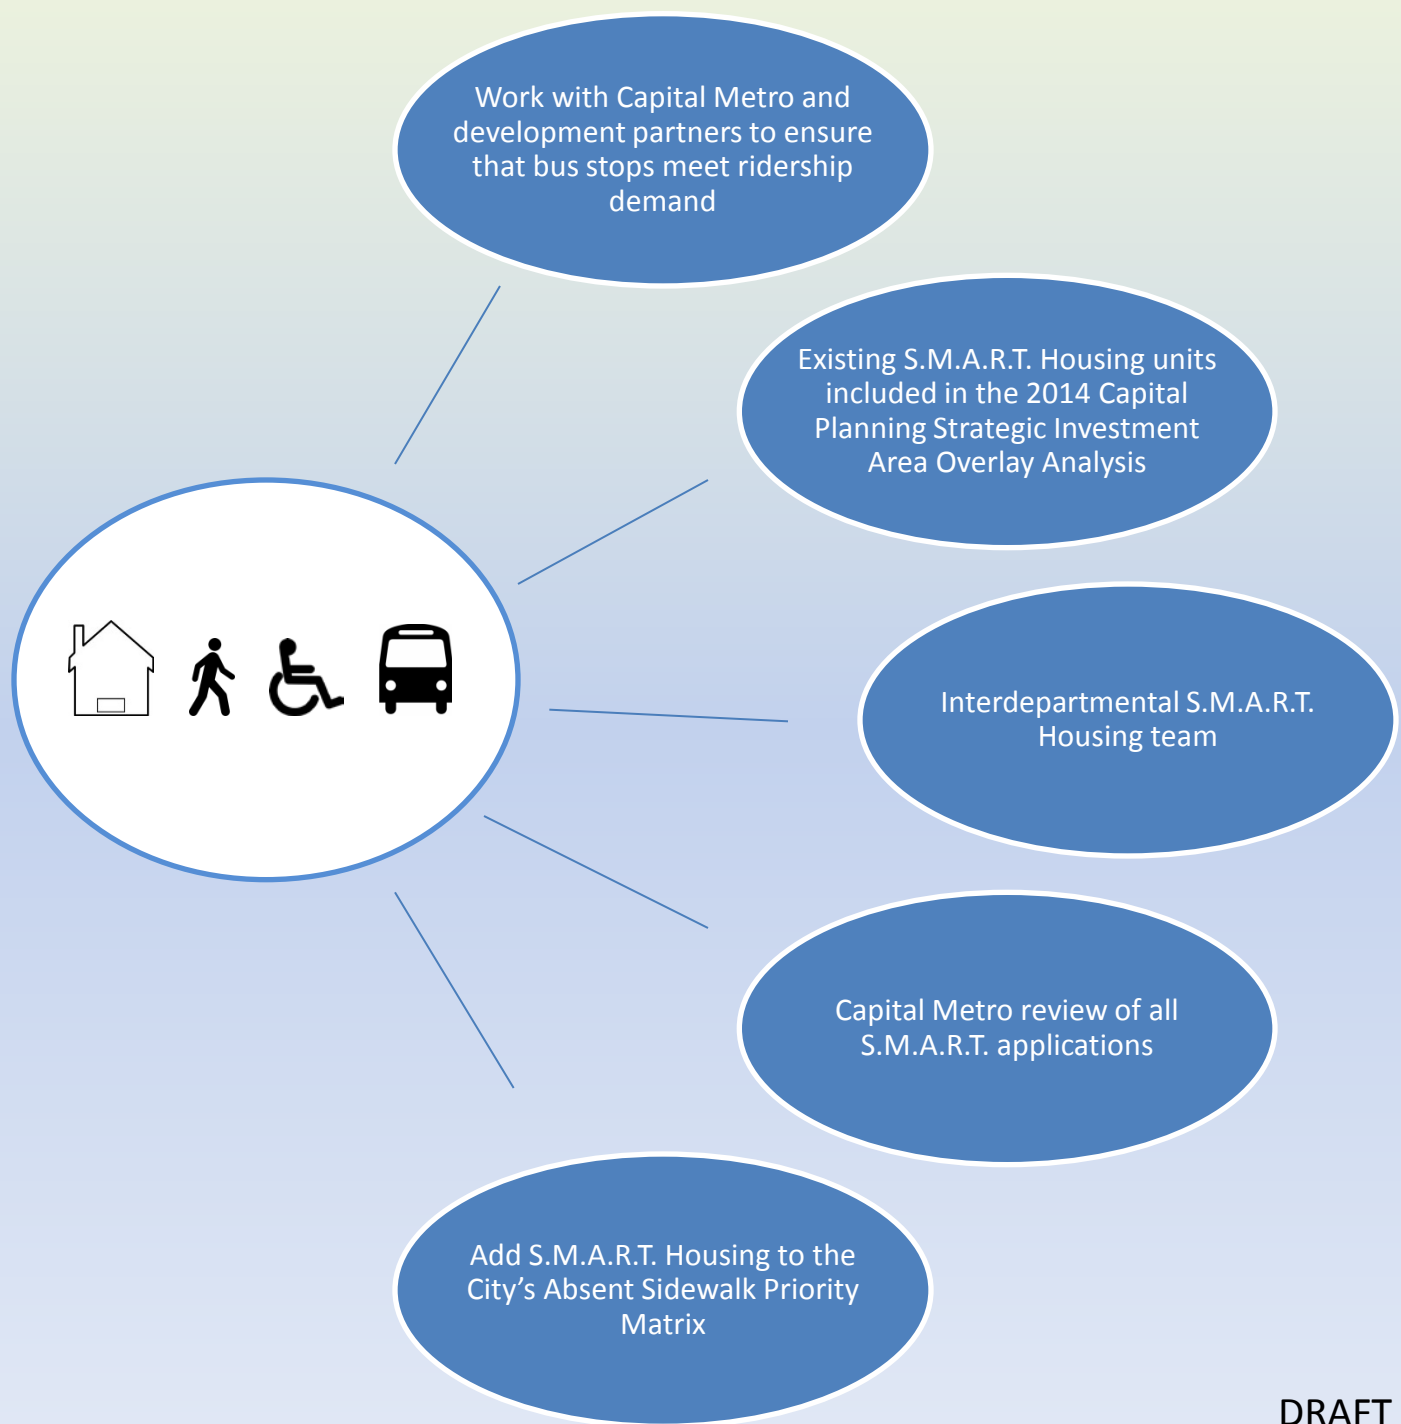 Work with Capital Metro and
development partners to ensure
that bus stops meet ridership
demand
Existing S.M.A.R.T. Housing units
included in the 2014 Capital
Planning Strategic Investment
Area Overlay Analysis
Interdepartmental S.M.A.R.T.
Housing team
Capital Metro review of all
S.M.A.R.T. applications
Add S.M.A.R.T. Housing to the
City’s Absent Sidewalk Priority
Matrix
DRAFT